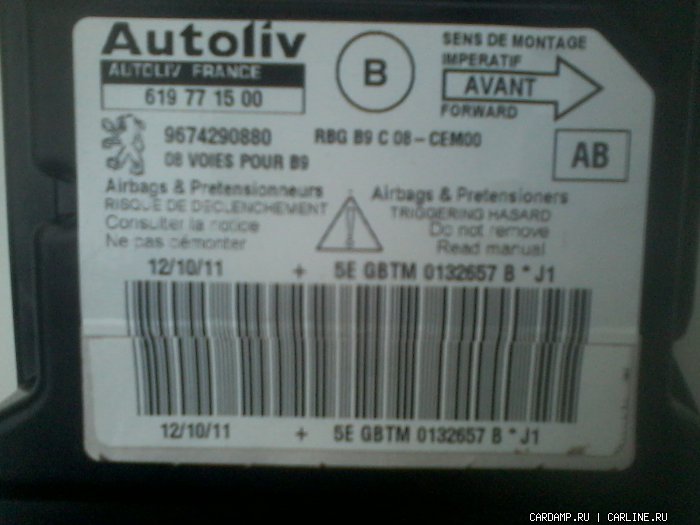 Autoliv
AUTOLIV FRANCE
619 77 15 00
B
SENS DE MONTAGE
IMPERATIF
AVANT
FORWARD
9674290880 RBG B9 C 08-CEM00
08 VOIES POUR B9
AB
Airbags & Pretensionneurs
RISQUE DE DECLENCHEMENT
Consulter la notice
Ne pas démonter
Airbags & Pretensioners
TRIGGERING HASARD
Do not remove
Read manual
12/10/11 + 5E GBTM 0132657 B * J1
12/10/11 + 5E GBTM 0132657 B * J1
CARDAMP.RU | CARLINE.RU